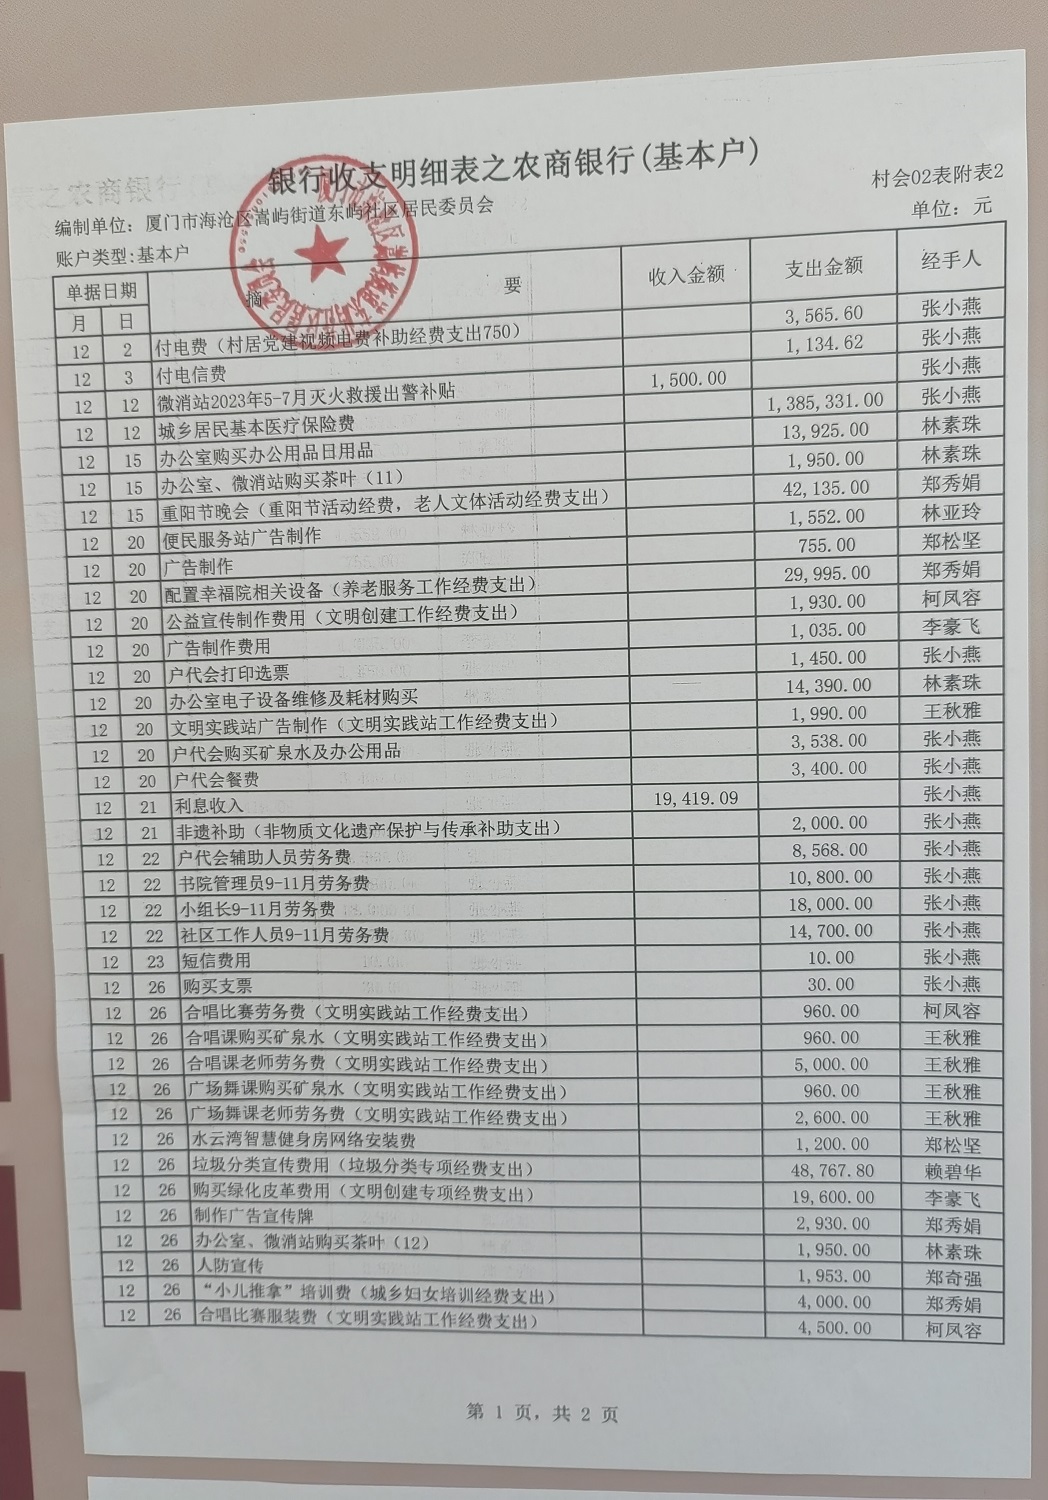 银行收支明细表之农商银行(基本户)
村会02表附表2
编制单位：厦门市海沧区嵩屿街道东屿社区居民委员会
单位：元
账户类型:基本户
单据日期 摘 要 收入金额 支出金额 经手人
月 日
12 2 付电费（村居党建视频电费补助经费支出750） 3,565.60 张小燕
12 3 付电信费 1,134.62 张小燕
12 12 微消站2023年5-7月灭火救援出警补贴 1,500.00 张小燕
12 12 城乡居民基本医疗保险费 1,385,331.00 张小燕
12 15 办公室购买办公用品日用品 13,925.00 林素珠
12 15 办公室、微消站购买茶叶（11） 1,950.00 林素珠
12 15 重阳节晚会（重阳节活动经费，老人文体活动经费支出） 42,135.00 郑秀娟
12 20 便民服务站广告制作 1,552.00 林亚玲
12 20 广告制作 755.00 郑松坚
12 20 配置幸福院相关设备（养老服务工作经费支出） 29,995.00 郑秀娟
12 20 公益宣传制作费用（文明创建工作经费支出） 1,930.00 柯凤容
12 20 广告制作费用 1,035.00 李豪飞
12 20 户代会打印选票 1,450.00 张小燕
12 20 办公室电子设备维修及耗材购买 14,390.00 林素珠
12 20 文明实践站广告制作（文明实践站工作经费支出） 1,990.00 王秋雅
12 20 户代会购买矿泉水及办公用品 3,538.00 张小燕
12 20 户代会餐费 3,400.00 张小燕
12 21 利息收入 19,419.09 张小燕
12 21 非遗补助（非物质文化遗产保护与传承补助支出） 2,000.00 张小燕
12 22 户代会辅助人员劳务费 8,568.00 张小燕
12 22 书院管理员9-11月劳务费 10,800.00 张小燕
12 22 小组长9-11月劳务费 18,000.00 张小燕
12 22 社区工作人员9-11月劳务费 14,700.00 张小燕
12 23 短信费用 10.00 张小燕
12 26 购买支票 30.00 张小燕
12 26 合唱比赛劳务费（文明实践站工作经费支出） 960.00 柯凤容
12 26 合唱课购买矿泉水（文明实践站工作经费支出） 960.00 王秋雅
12 26 合唱课老师劳务费（文明实践站工作经费支出） 5,000.00 王秋雅
12 26 广场舞课购买矿泉水（文明实践站工作经费支出） 960.00 王秋雅
12 26 广场舞课老师劳务费（文明实践站工作经费支出） 2,600.00 王秋雅
12 26 水云湾智慧健身房网络安装费 1,200.00 郑松坚
12 26 垃圾分类宣传费用（垃圾分类专项经费支出） 48,767.80 赖碧华
12 26 购买绿化皮革费用（文明创建专项经费支出） 19,600.00 李豪飞
12 26 制作广告宣传牌 2,930.00 郑秀娟
12 26 办公室、微消站购买茶叶（12） 1,950.00 林素珠
12 26 人防宣传 1,953.00 郑奇强
12 26 “小儿推拿”培训费（城乡妇女培训经费支出） 4,000.00 郑秀娟
12 26 合唱比赛服装费（文明实践站工作经费支出） 4,500.00 柯凤容
第 1 页，共 2 页